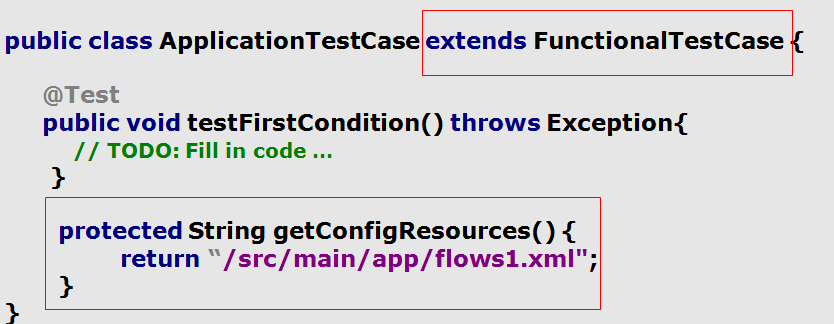 public class ApplicationTestCase extends FunctionalTestCase {
@Test
public void testFirstCondition() throws Exception{
// TODO: Fill in code ...
}
protected String getConfigResources() {
return “/src/main/app/flows1.xml";
}
}